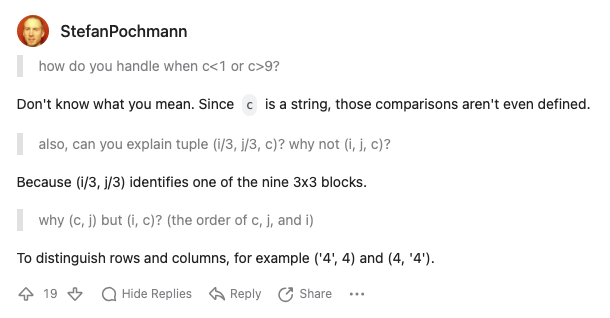 StefanPochmann
how do you handle when c<1 or c>9?
Don't know what you mean. Since c is a string, those comparisons aren't even defined.
also, can you explain tuple (i/3, j/3, c)? why not (i, j, c)?
Because (i/3, j/3) identifies one of the nine 3x3 blocks.
why (c, j) but (i, c)? (the order of c, j, and i)
To distinguish rows and columns, for example ('4', 4) and (4, '4').
19 Hide Replies Reply Share